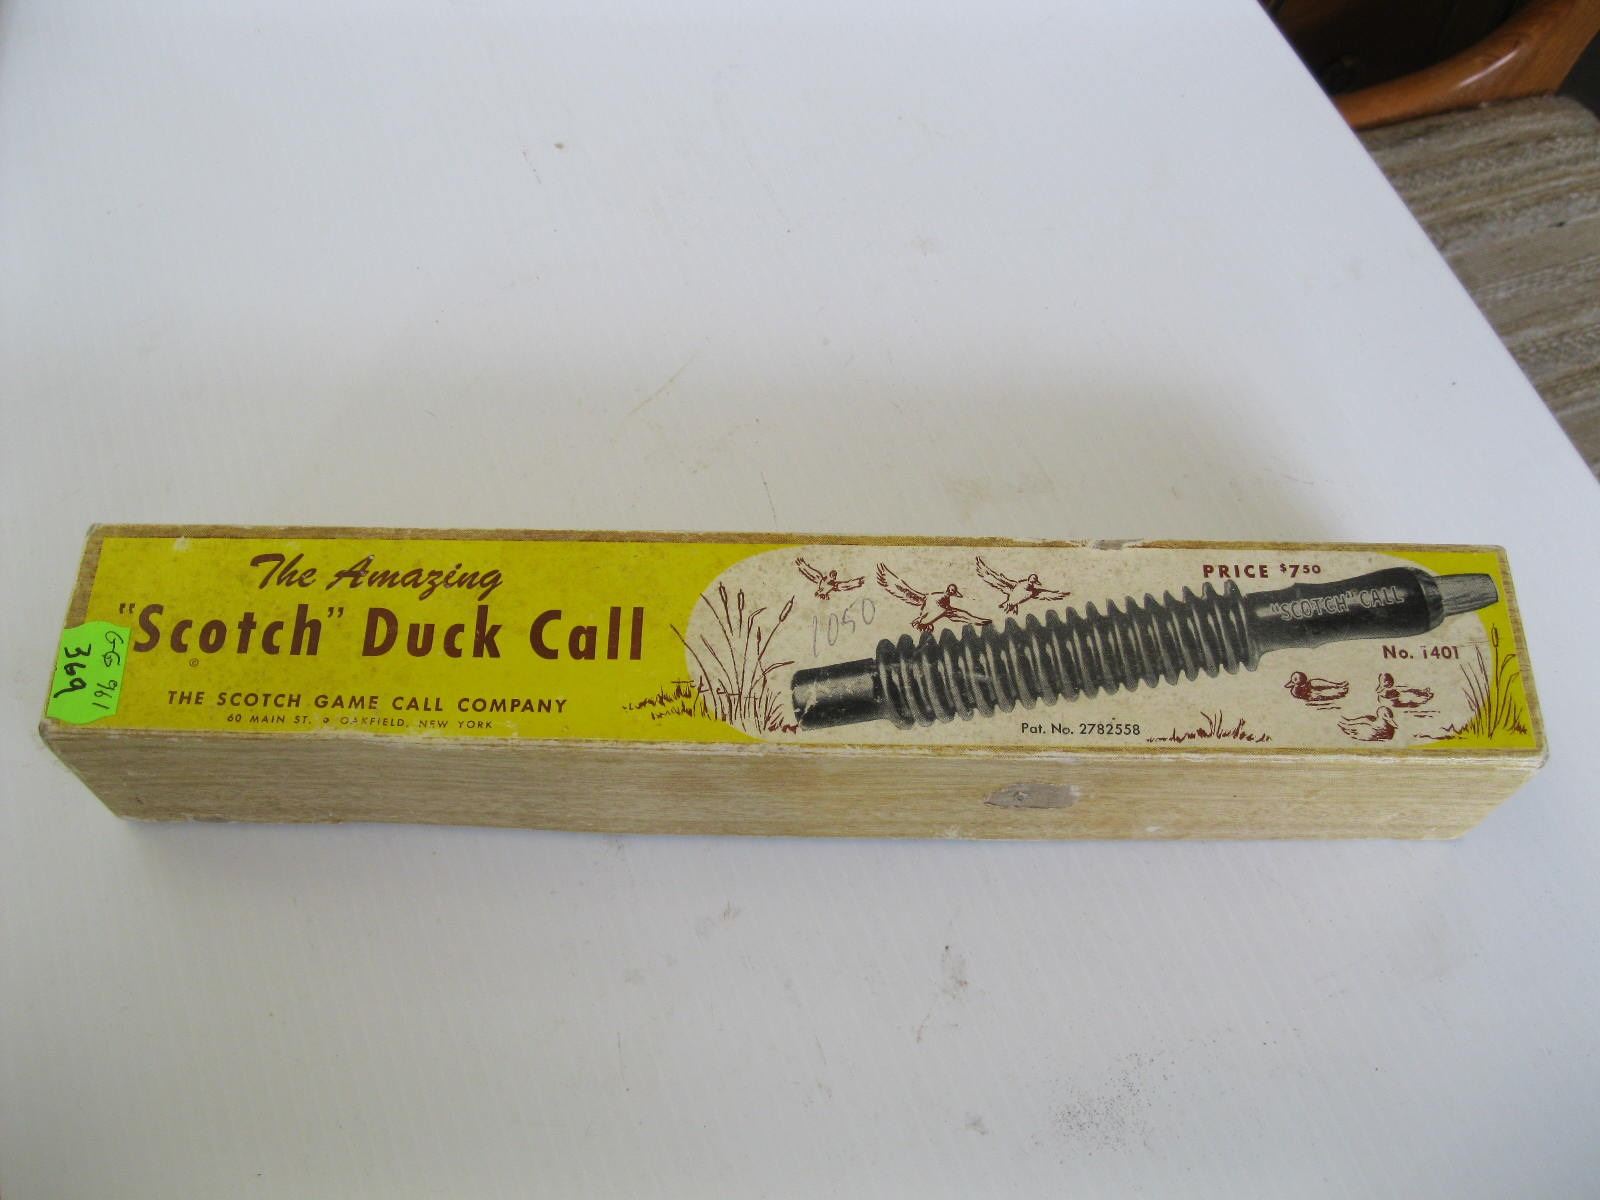 The Amazing
"Scotch" Duck Call
©
THE SCOTCH GAME CALL COMPANY
60 MAIN ST. OAKFIELD, NEW YORK
GG 961
369
1050
PRICE $7 50
"SCOTCH" CALL
No. 1401
Pat. No. 2782558